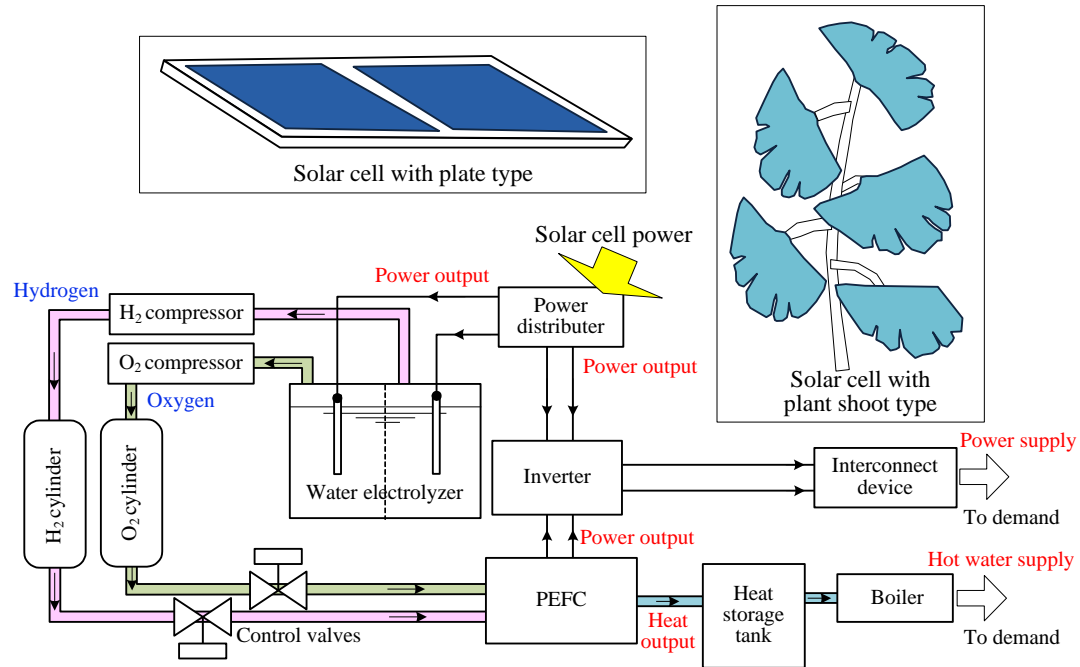 Solar cell with plate type
Solar cell with
plant shoot type
Solar cell power
Power output
Hydrogen
H₂ compressor
Power
distributer
O₂ compressor
Power output
Oxygen
H₂ cylinder
O₂ cylinder
Water electrolyzer
Inverter
Interconnect
device
Power supply
To demand
Power output
PEFC
Control valves
Heat
output
Heat
storage
tank
Boiler
Hot water supply
To demand